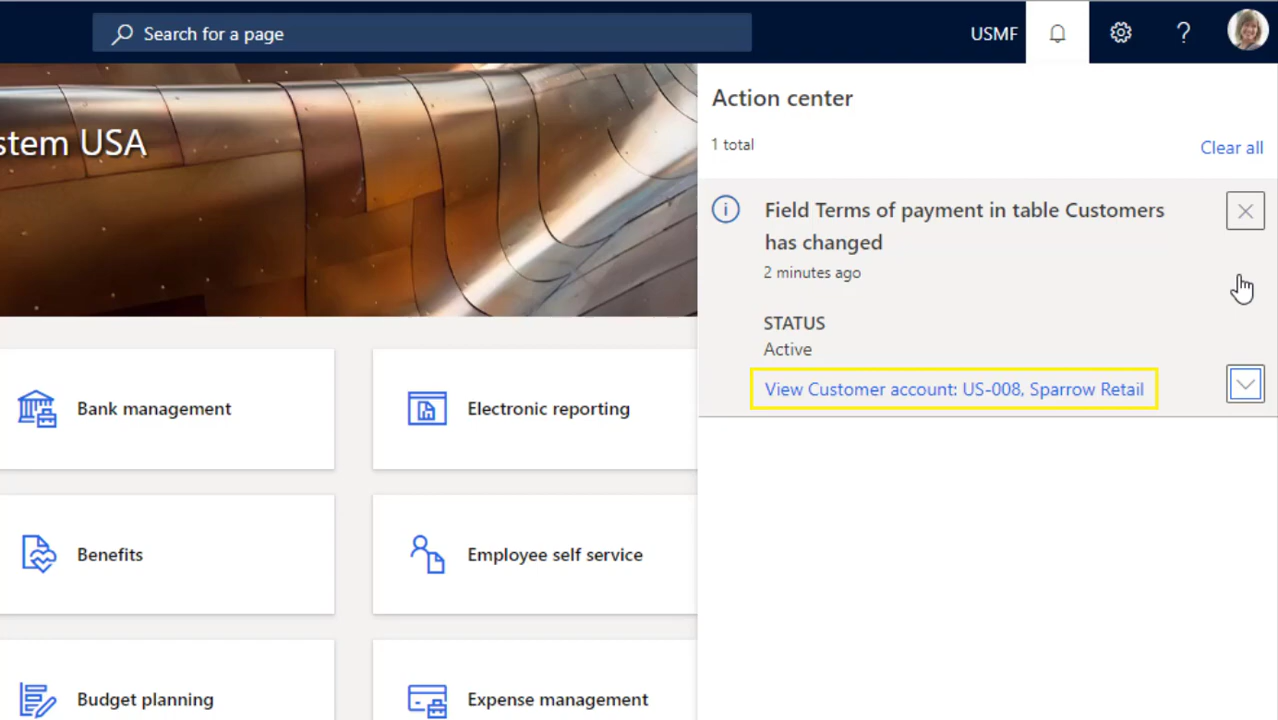 Search for a page
USMF
?
stem USA
Action center
1 total
Clear all
Field Terms of payment in table Customers
has changed
2 minutes ago
STATUS
Active
View Customer account: US-008, Sparrow Retail
Bank management
Electronic reporting
Benefits
Employee self service
Budget planning
Expense management